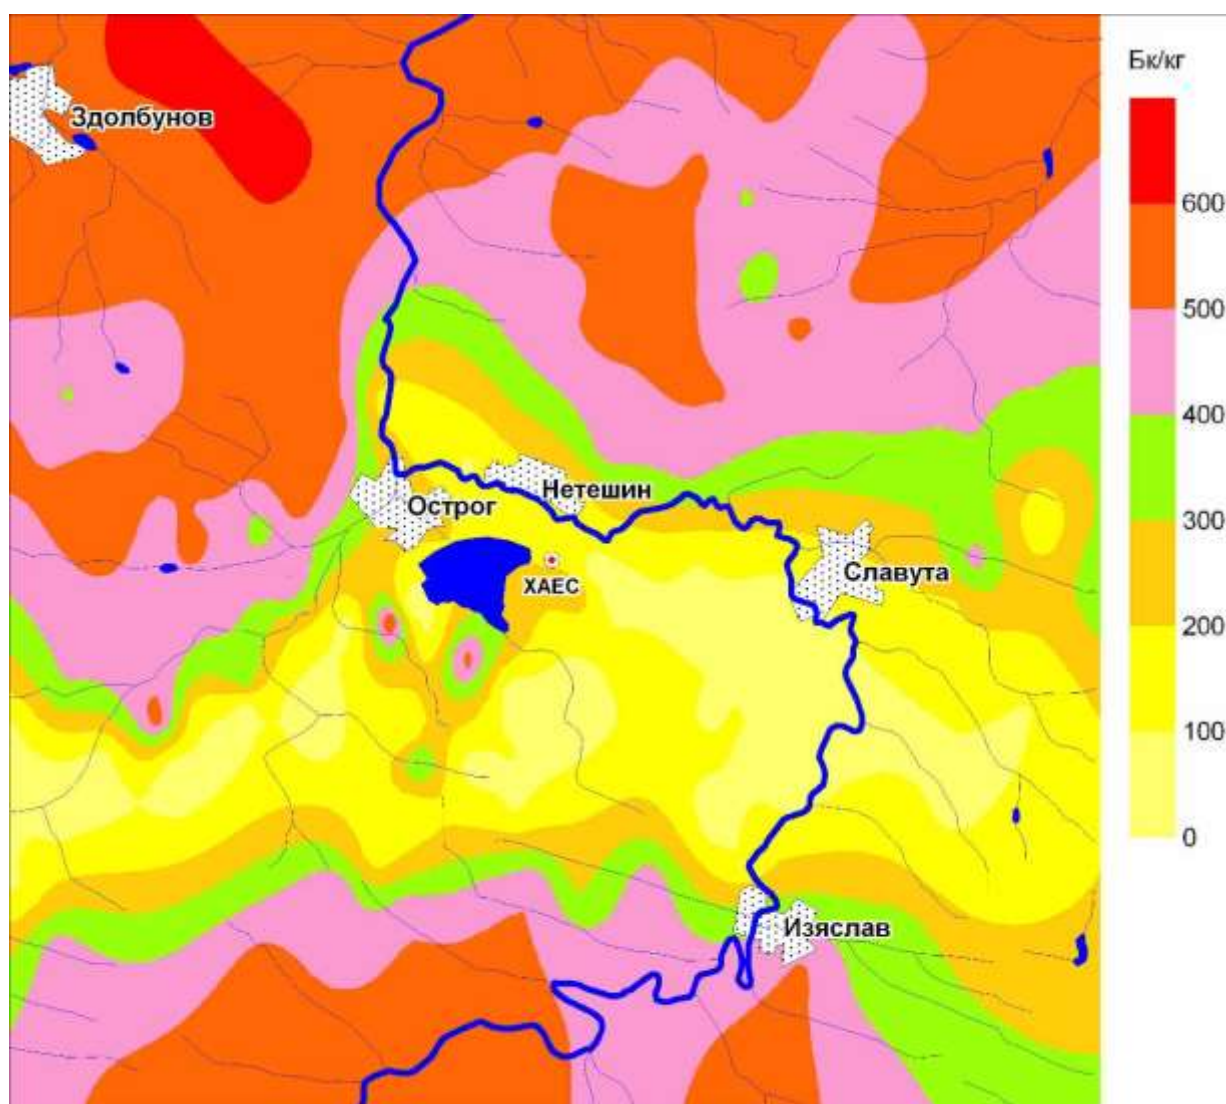 Бк/кг
Здолбунов
600
500
400
Нетешин
Острог
300
ХАЕС
Славута
200
100
0
Изяслав